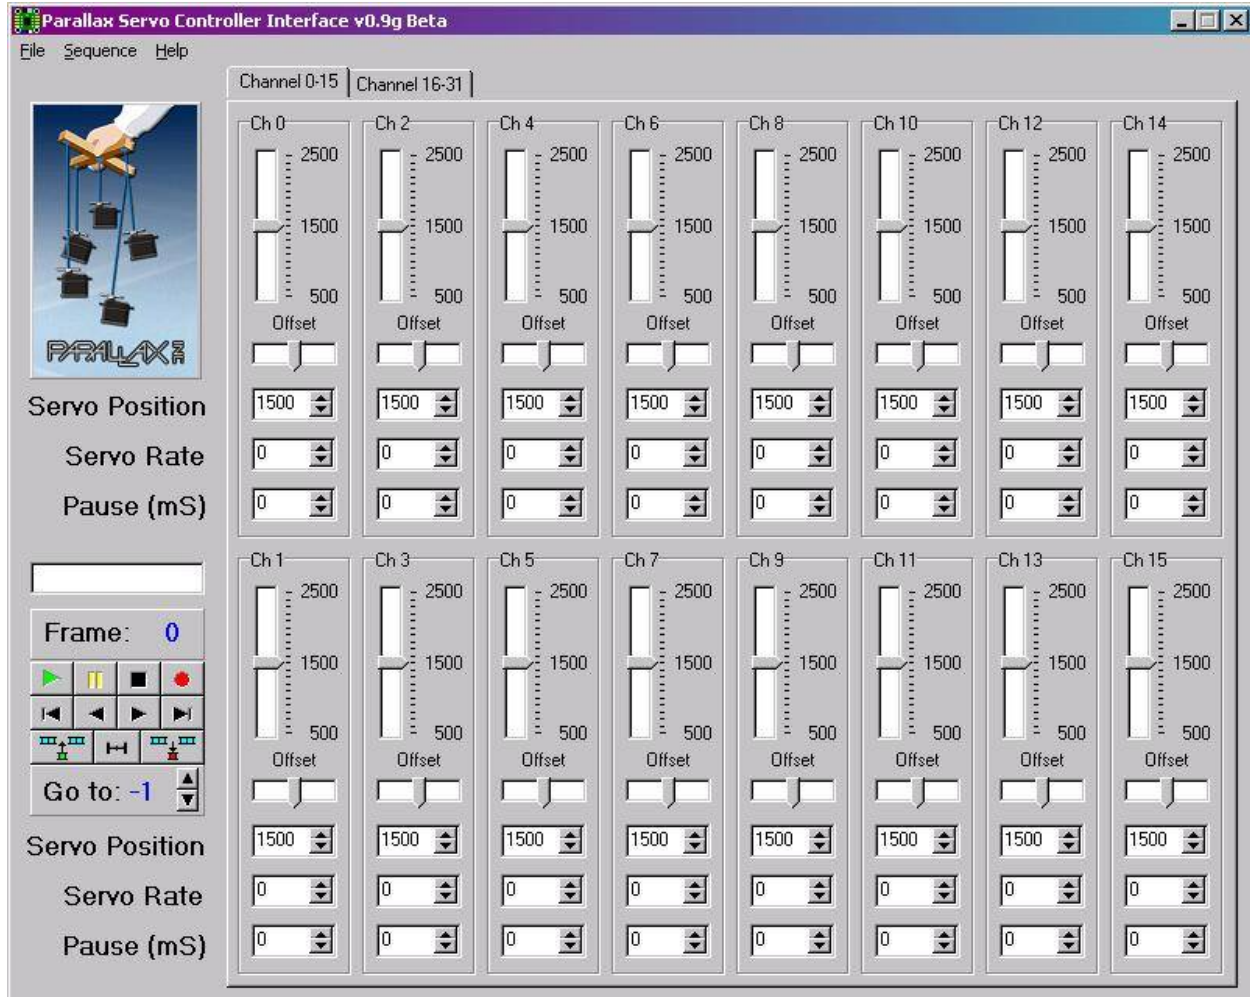 Parallax Servo Controller Interface v0.9g Beta
File Sequence Help
Channel 0-15 Channel 16-31
PARALLAX INC
Ch 0 Ch 2 Ch 4 Ch 6 Ch 8 Ch 10 Ch 12 Ch 14
2500 2500 2500 2500 2500 2500 2500 2500
1500 1500 1500 1500 1500 1500 1500 1500
500 500 500 500 500 500 500 500
Offset Offset Offset Offset Offset Offset Offset Offset
Servo Position 1500 1500 1500 1500 1500 1500 1500 1500
Servo Rate 0 0 0 0 0 0 0 0
Pause (mS) 0 0 0 0 0 0 0 0
Ch 1 Ch 3 Ch 5 Ch 7 Ch 9 Ch 11 Ch 13 Ch 15
2500 2500 2500 2500 2500 2500 2500 2500
Frame: 0
1500 1500 1500 1500 1500 1500 1500 1500
500 500 500 500 500 500 500 500
Offset Offset Offset Offset Offset Offset Offset Offset
Go to: -1
Servo Position 1500 1500 1500 1500 1500 1500 1500 1500
Servo Rate 0 0 0 0 0 0 0 0
Pause (mS) 0 0 0 0 0 0 0 0